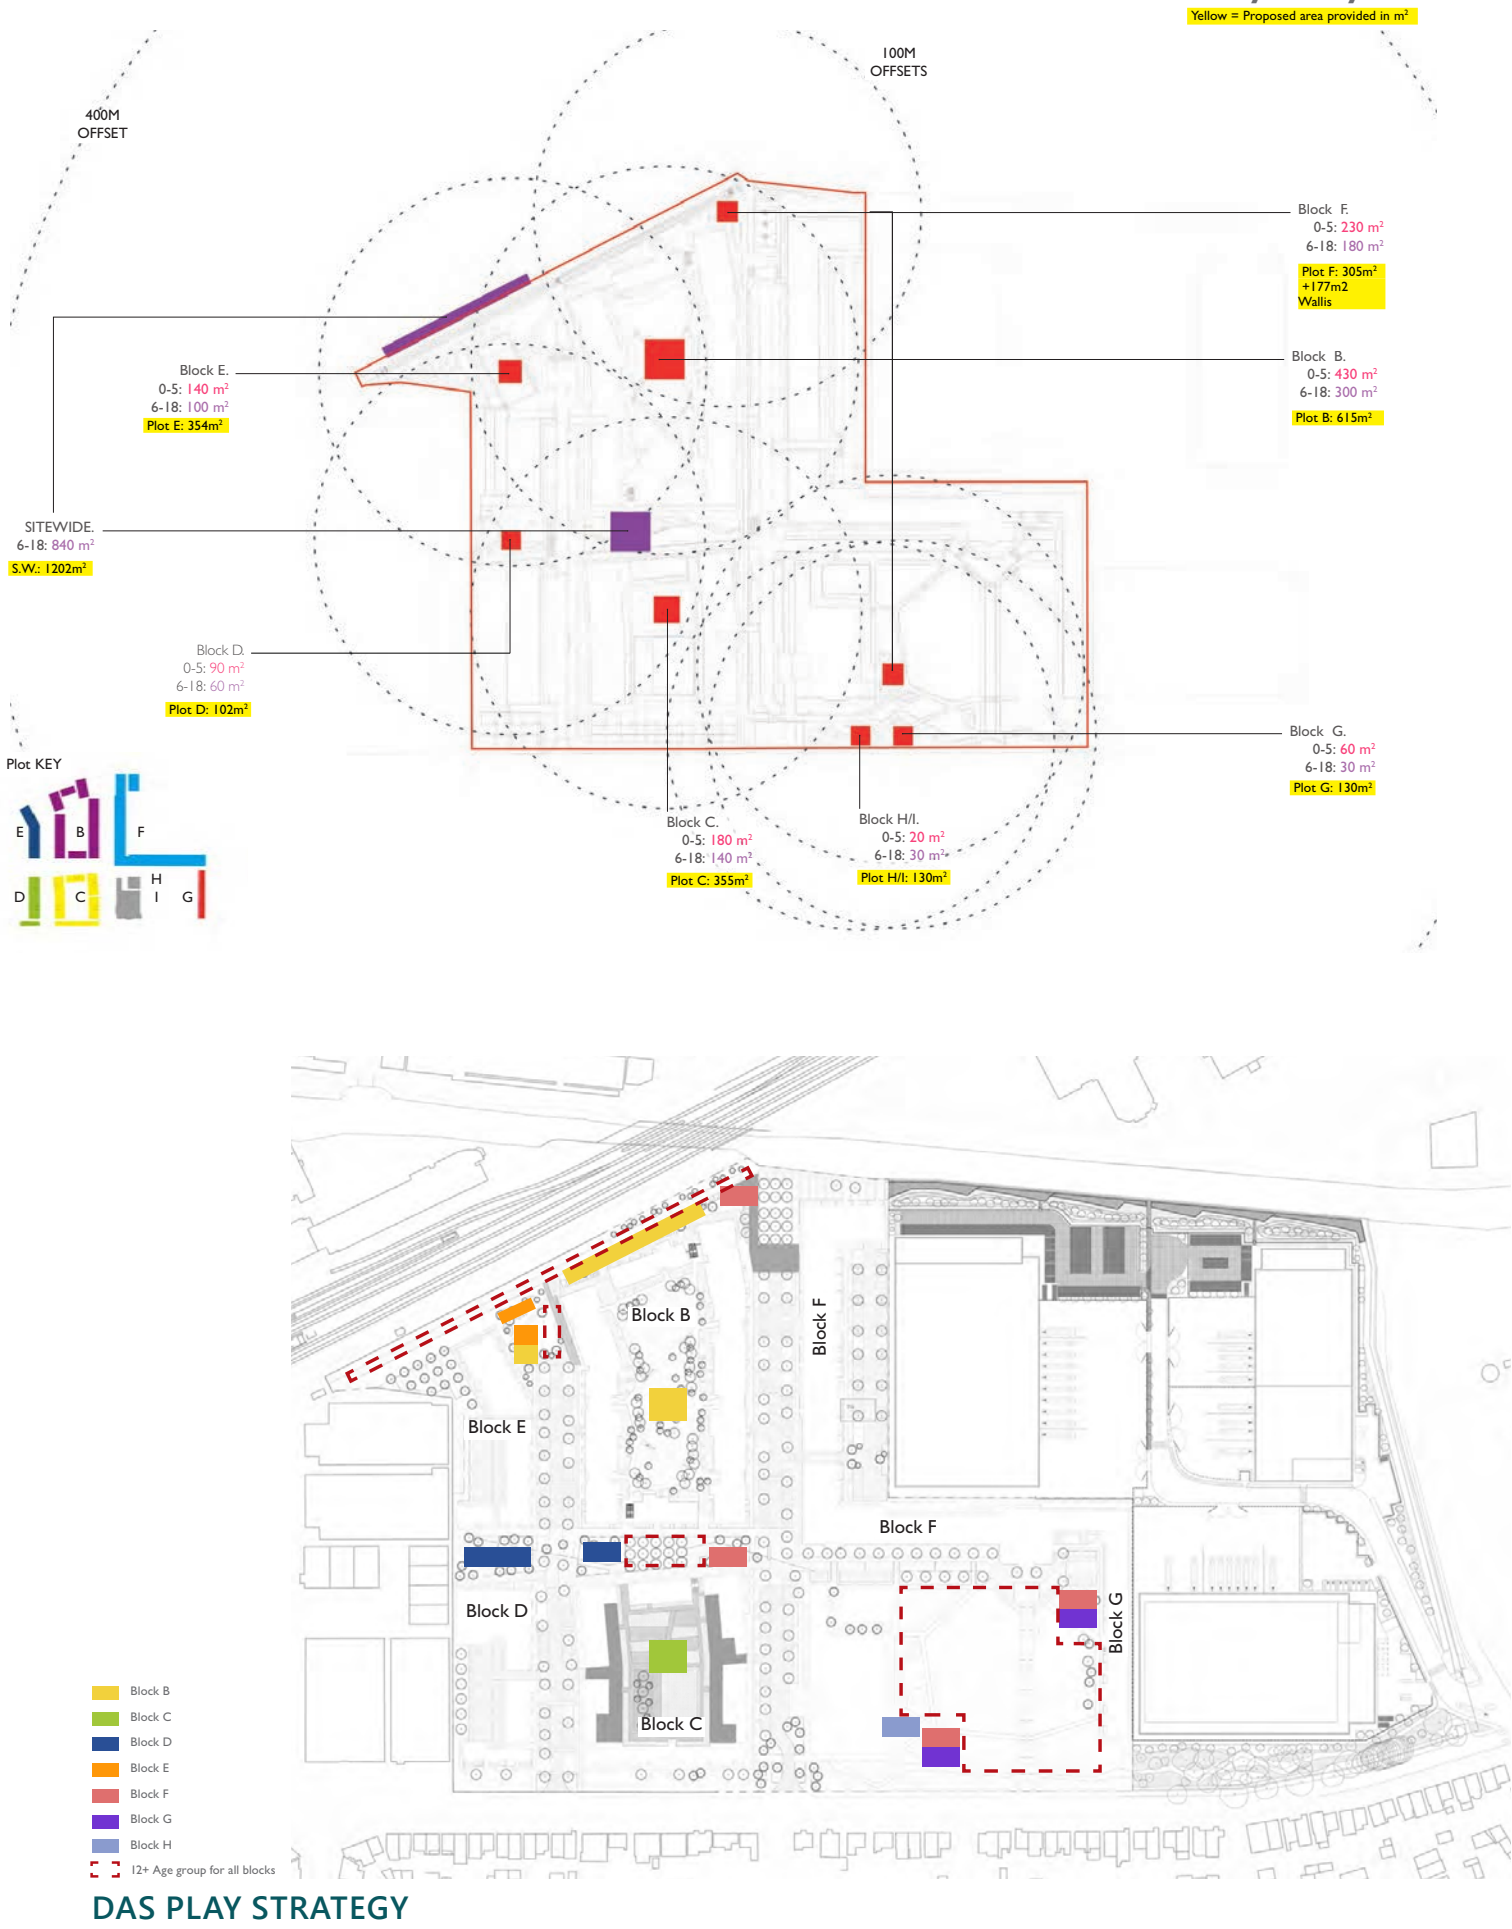 Yellow = Proposed area provided in m²
100M
OFFSETS
400M
OFFSET
Block F.
0-5: 230 m²
6-18: 180 m²
Plot F: 305m²
+177m2
Wallis
Block B.
0-5: 430 m²
6-18: 300 m²
Plot B: 615m²
Block E.
0-5: 140 m²
6-18: 100 m²
Plot E: 354m²
SITEWIDE.
6-18: 840 m²
S.W.: 1202m²
Block D.
0-5: 90 m²
6-18: 60 m²
Plot D: 102m²
Block G.
0-5: 60 m²
6-18: 30 m²
Plot G: 130m²
Block C.
0-5: 180 m²
6-18: 140 m²
Plot C: 355m²
Block H/I.
0-5: 20 m²
6-18: 30 m²
Plot H/I: 130m²
Plot KEY
E
B
F
D
C
H
I
G
Block B
Block F
Block E
Block F
Block D
Block G
Block C
Block B
Block C
Block D
Block E
Block F
Block G
Block H
12+ Age group for all blocks
DAS PLAY STRATEGY